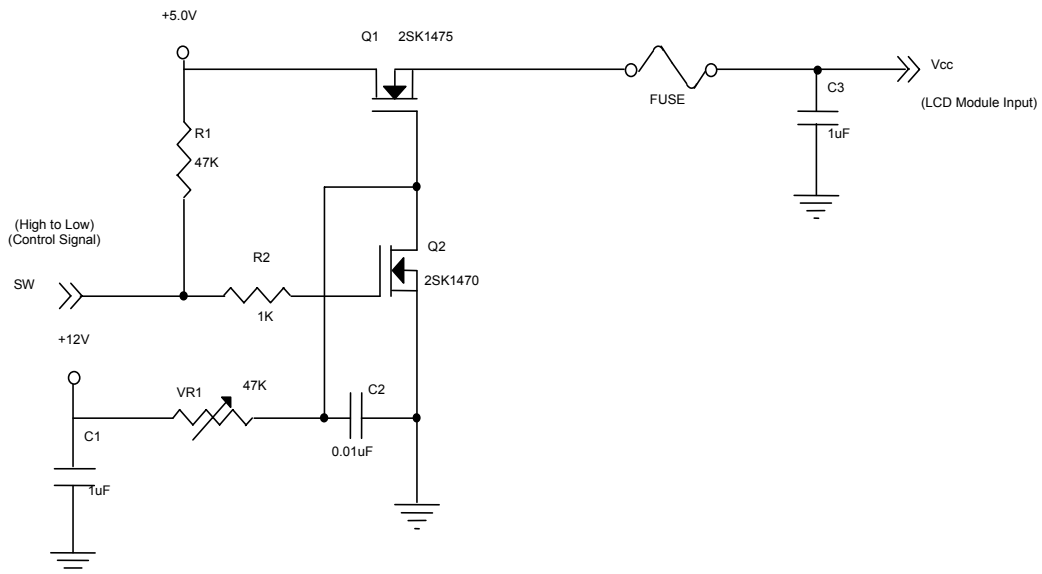 +5.0V
Q1 2SK1475
Vcc
(LCD Module Input)
FUSE
C3
1uF
R1
47K
(High to Low)
(Control Signal)
SW
R2
1K
Q2
2SK1470
+12V
VR1
47K
C2
0.01uF
C1
1uF